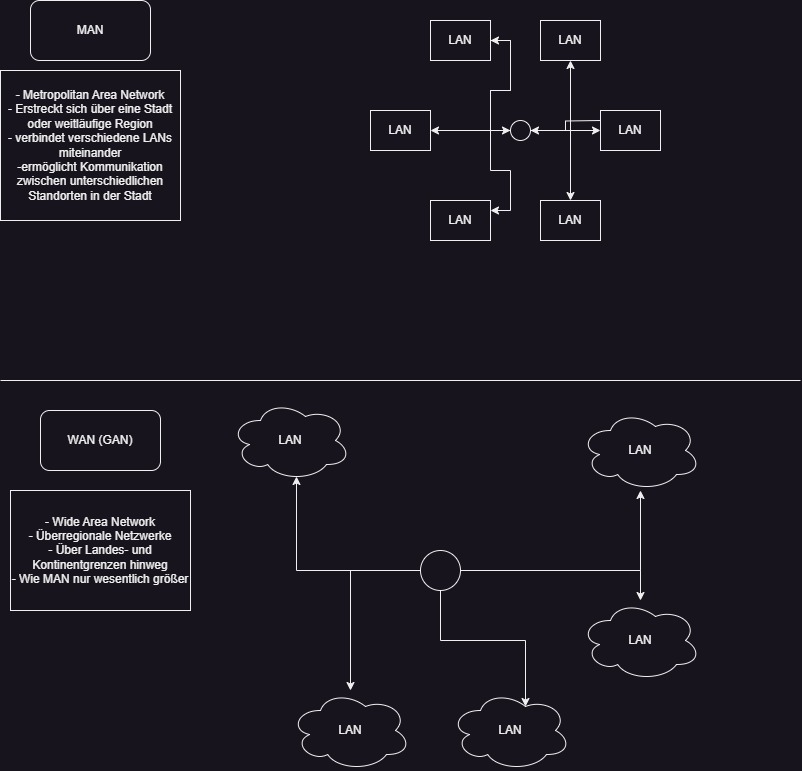 MAN
- Metropolitan Area Network
- Erstreckt sich über eine Stadt
oder weitläufige Region
- verbindet verschiedene LANs
miteinander
-ermöglicht Kommunikation
zwischen unterschiedlichen
Standorten in der Stadt
LAN
LAN
LAN
LAN
LAN
LAN
WAN (GAN)
- Wide Area Network
- Überregionale Netzwerke
- Über Landes- und
Kontinentgrenzen hinweg
- Wie MAN nur wesentlich größer
LAN
LAN
LAN
LAN
LAN